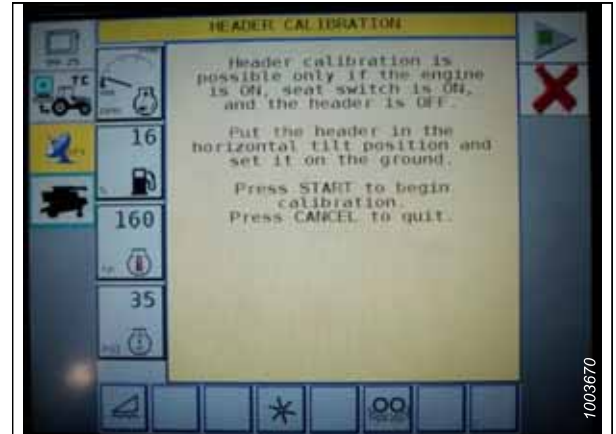 HEADER CALIBRATION
Header calibration is
possible only if the engine
is ON, seat switch is ON,
and the header is OFF.
Put the header in the
horizontal tilt position and
set it on the ground.
Press START to begin
calibration.
Press CANCEL to quit.
TC
16
160
35
PSI
1003670